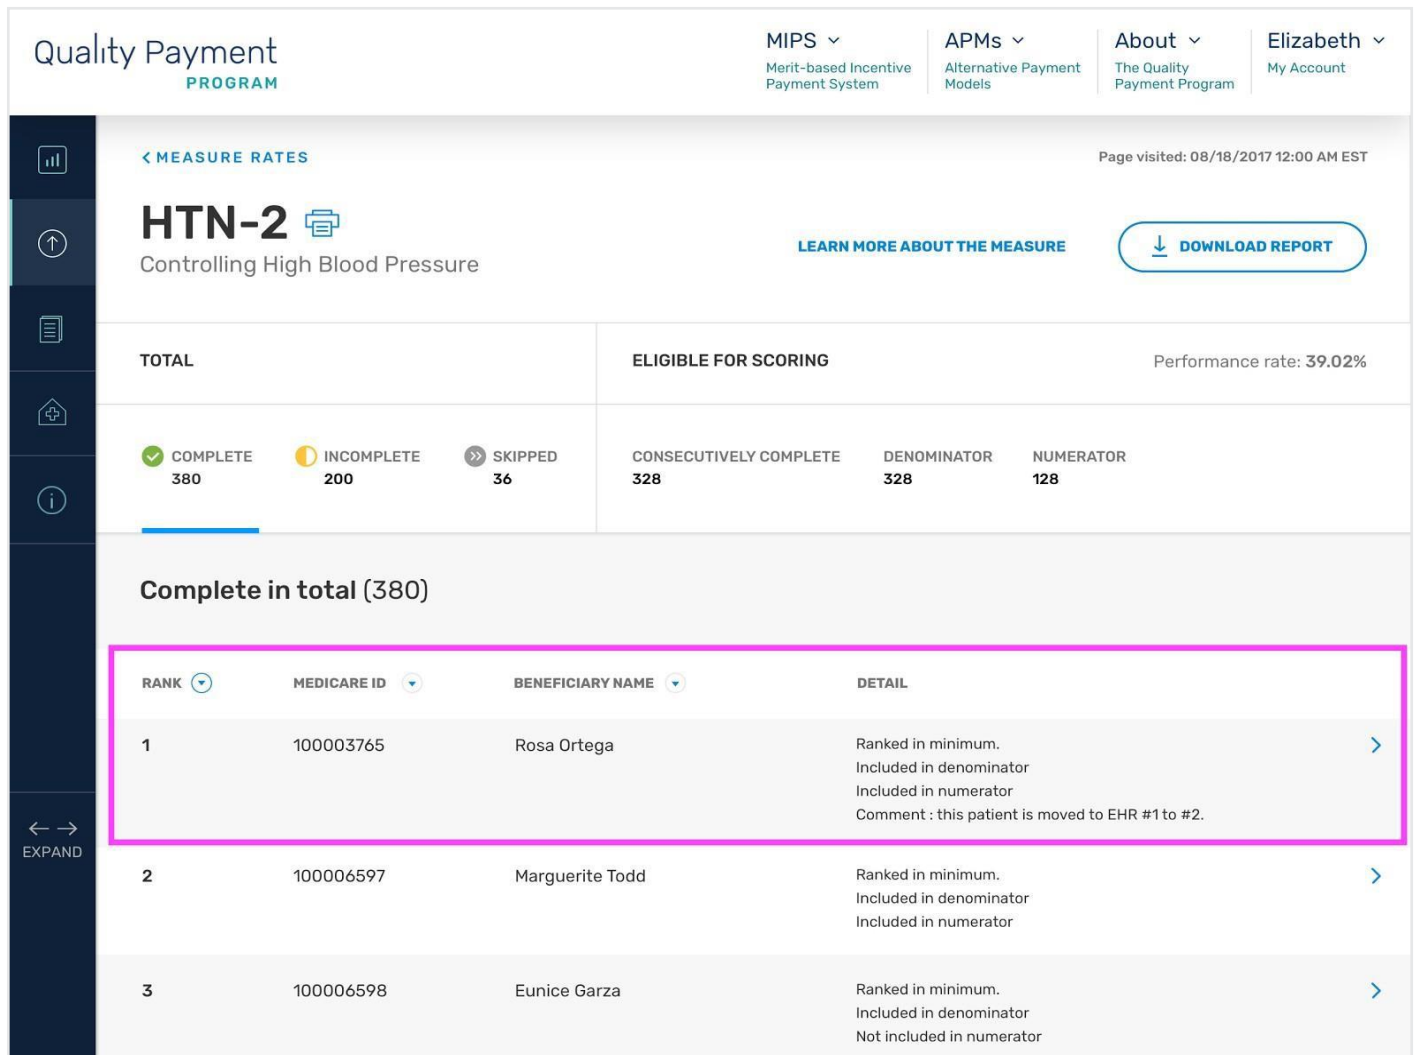 Quality Payment
PROGRAM
MIPS
Merit-based Incentive
Payment System
APMs
Alternative Payment
Models
About
The Quality
Payment Program
Elizabeth
My Account
MEASURE RATES
Page visited: 08/18/2017 12:00 AM EST
HTN-2
Controlling High Blood Pressure
LEARN MORE ABOUT THE MEASURE
DOWNLOAD REPORT
TOTAL
ELIGIBLE FOR SCORING
Performance rate: 39.02%
COMPLETE
380
INCOMPLETE
200
SKIPPED
36
CONSECUTIVELY COMPLETE
328
DENOMINATOR
328
NUMERATOR
128
Complete in total (380)
RANK MEDICARE ID BENEFICIARY NAME DETAIL
1 100003765 Rosa Ortega Ranked in minimum.
Included in denominator
Included in numerator
Comment : this patient is moved to EHR #1 to #2.
EXPAND
2 100006597 Marguerite Todd Ranked in minimum.
Included in denominator
Included in numerator
3 100006598 Eunice Garza Ranked in minimum.
Included in denominator
Not included in numerator